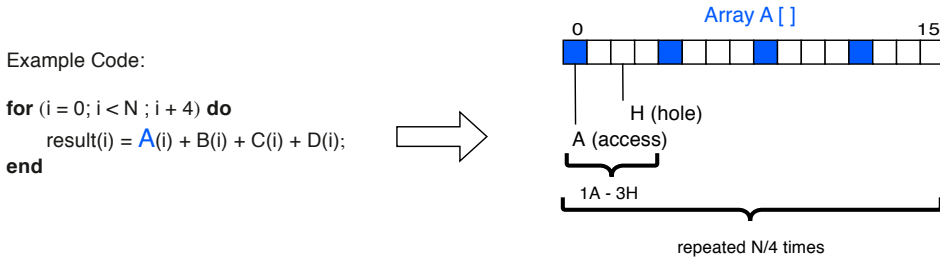 Example Code:
for (i = 0; i < N ; i + 4) do
result(i) = A(i) + B(i) + C(i) + D(i);
end
Array A [ ]
0 15
H (hole)
A (access)
1A - 3H
repeated N/4 times